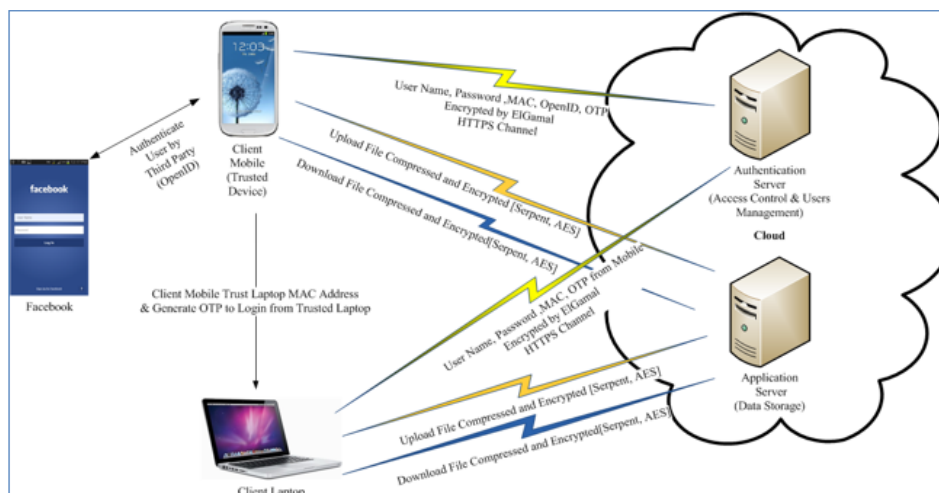 12:03
User Name, Password ,MAC, OpenID, OTP
Encrypted by ElGamal
HTTPS Channel
Authenticate
User by
Third Party
(OpenID)
Client
Mobile
(Trusted
Device)
Upload File Compressed and Encrypted [Serpent, AES]
Download File Compressed and Encrypted[Serpent, AES]
Authentication
Server
(Access Control & Users
Management)
Cloud
facebook
Log In
Facebook
Client Mobile Trust Laptop MAC Address
& Generate OTP to Login from Trusted Laptop
User Name, Password ,MAC, OTP from Mobile
Encrypted by ElGamal
HTTPS Channel
Application
Server
(Data Storage)
Upload File Compressed and Encrypted [Serpent, AES]
Download File Compressed and Encrypted[Serpent, AES]
Client Laptop